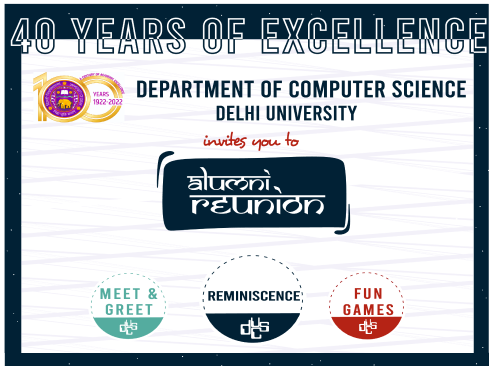 40 YEARS OF EXCELLENCE
100 YEARS
1922-2022
DEPARTMENT OF COMPUTER SCIENCE
DELHI UNIVERSITY
invites you to
alumni
reunion
MEET &
GREET
REMINISCENCE
FUN
GAMES